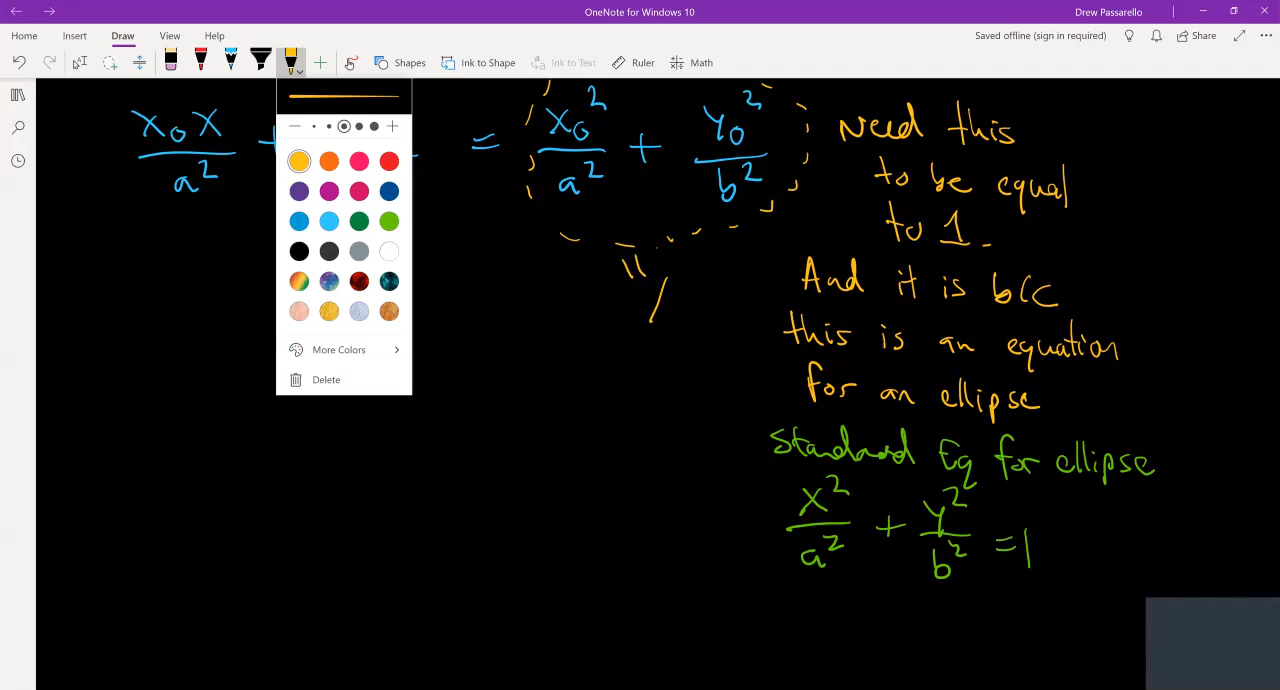 OneNote for Windows 10
Drew Passarello
Home Insert Draw View Help
Saved offline (sign in required)
Share
Shapes
Ink to Shape
Ink to Text
Ruler
Math
x₀x/a² + = x₀²/a² + y₀²/b²
Need this
to be equal
to 1.
And it is b/c
this is an equation
for an ellipse
Standard Eq for ellipse
x²/a² + y²/b² = 1
More Colors
Delete